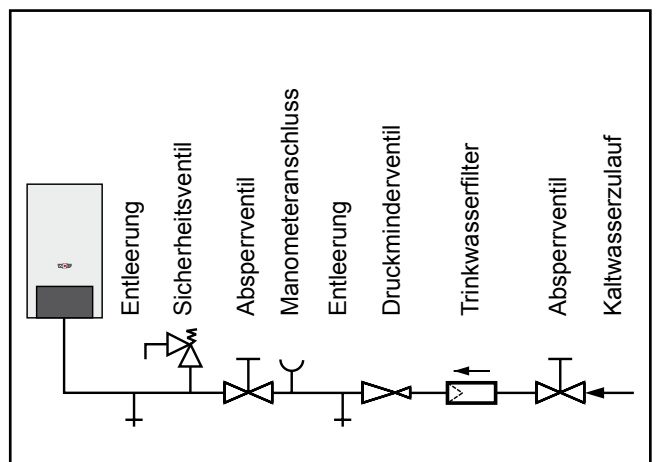 Entleerung
Sicherheitsventil
Absperrventil
Manometeranschluss
Entleerung
Druckminderventil
Trinkwasserfilter
Absperrventil
Kaltwasserzulauf